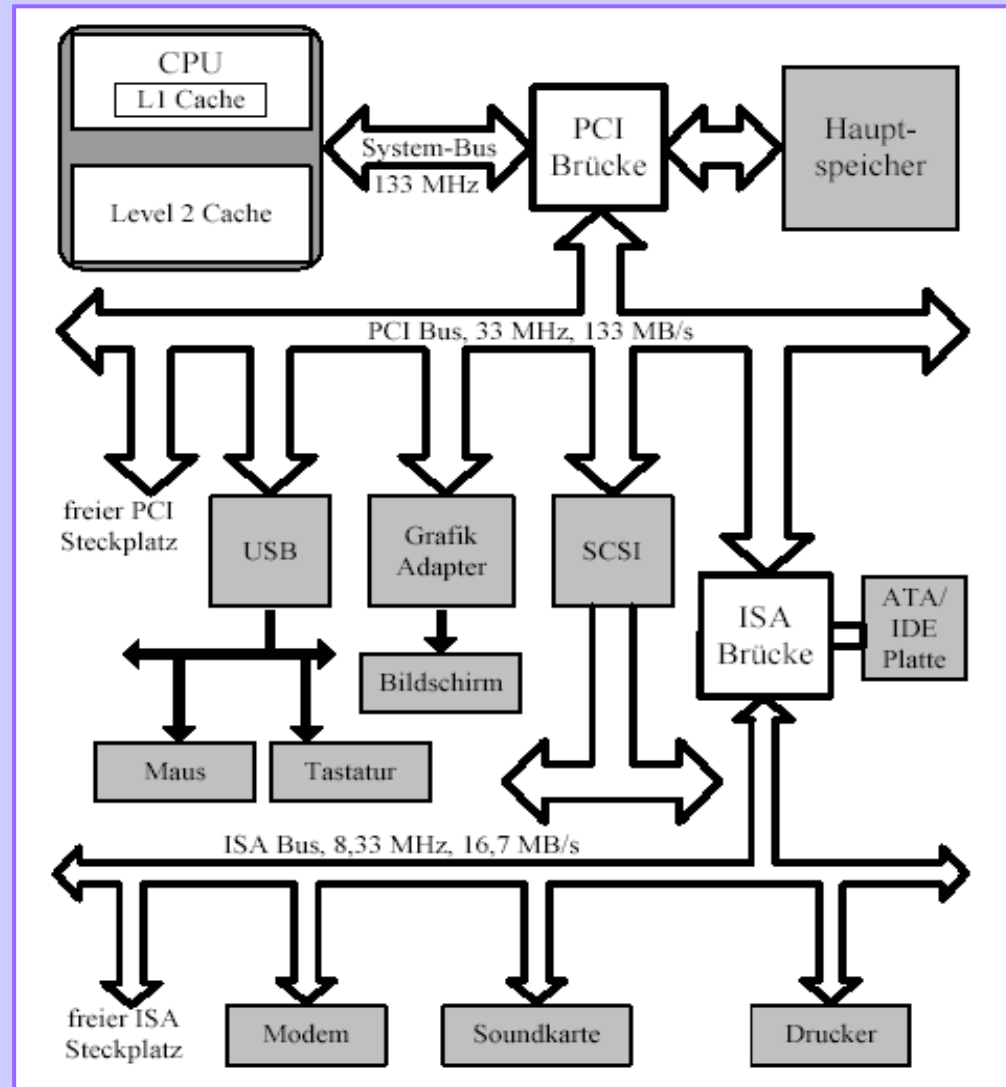 CPU
L1 Cache
Level 2 Cache
System-Bus
133 MHz
PCI
Brücke
Haupt-
speicher
PCI Bus, 33 MHz, 133 MB/s
freier PCI
Steckplatz
USB
Grafik
Adapter
SCSI
ISA
Brücke
ATA/
IDE
Platte
Bildschirm
Maus
Tastatur
ISA Bus, 8,33 MHz, 16,7 MB/s
freier ISA
Steckplatz
Modem
Soundkarte
Drucker